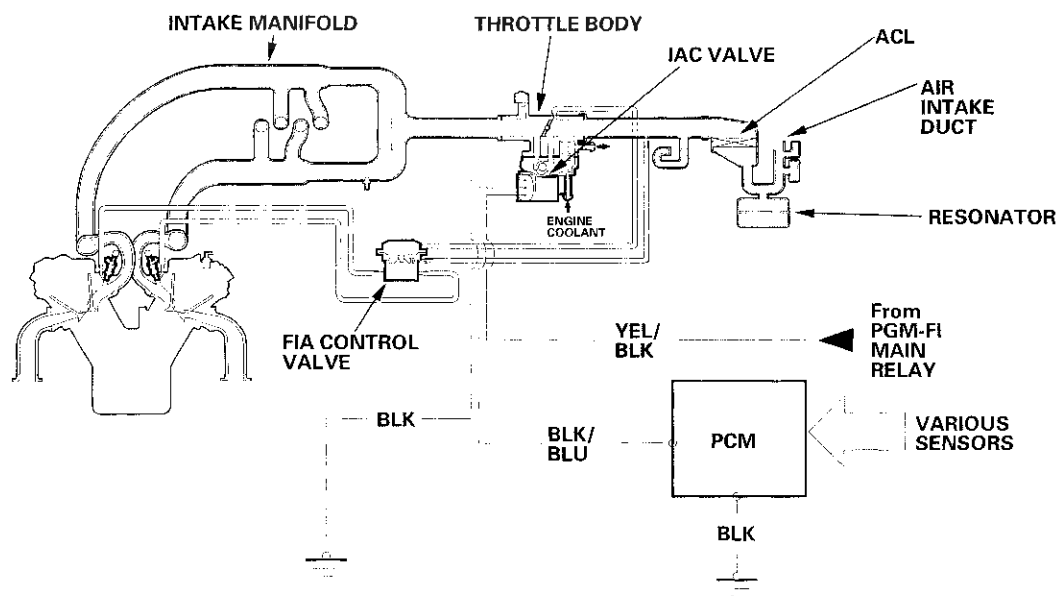 INTAKE MANIFOLD
THROTTLE BODY
IAC VALVE
ACL
AIR
INTAKE
DUCT
ENGINE
COOLANT
RESONATOR
FIA CONTROL
VALVE
YEL/
BLK
From
PGM-FI
MAIN
RELAY
BLK
BLK/
BLU
PCM
VARIOUS
SENSORS
BLK